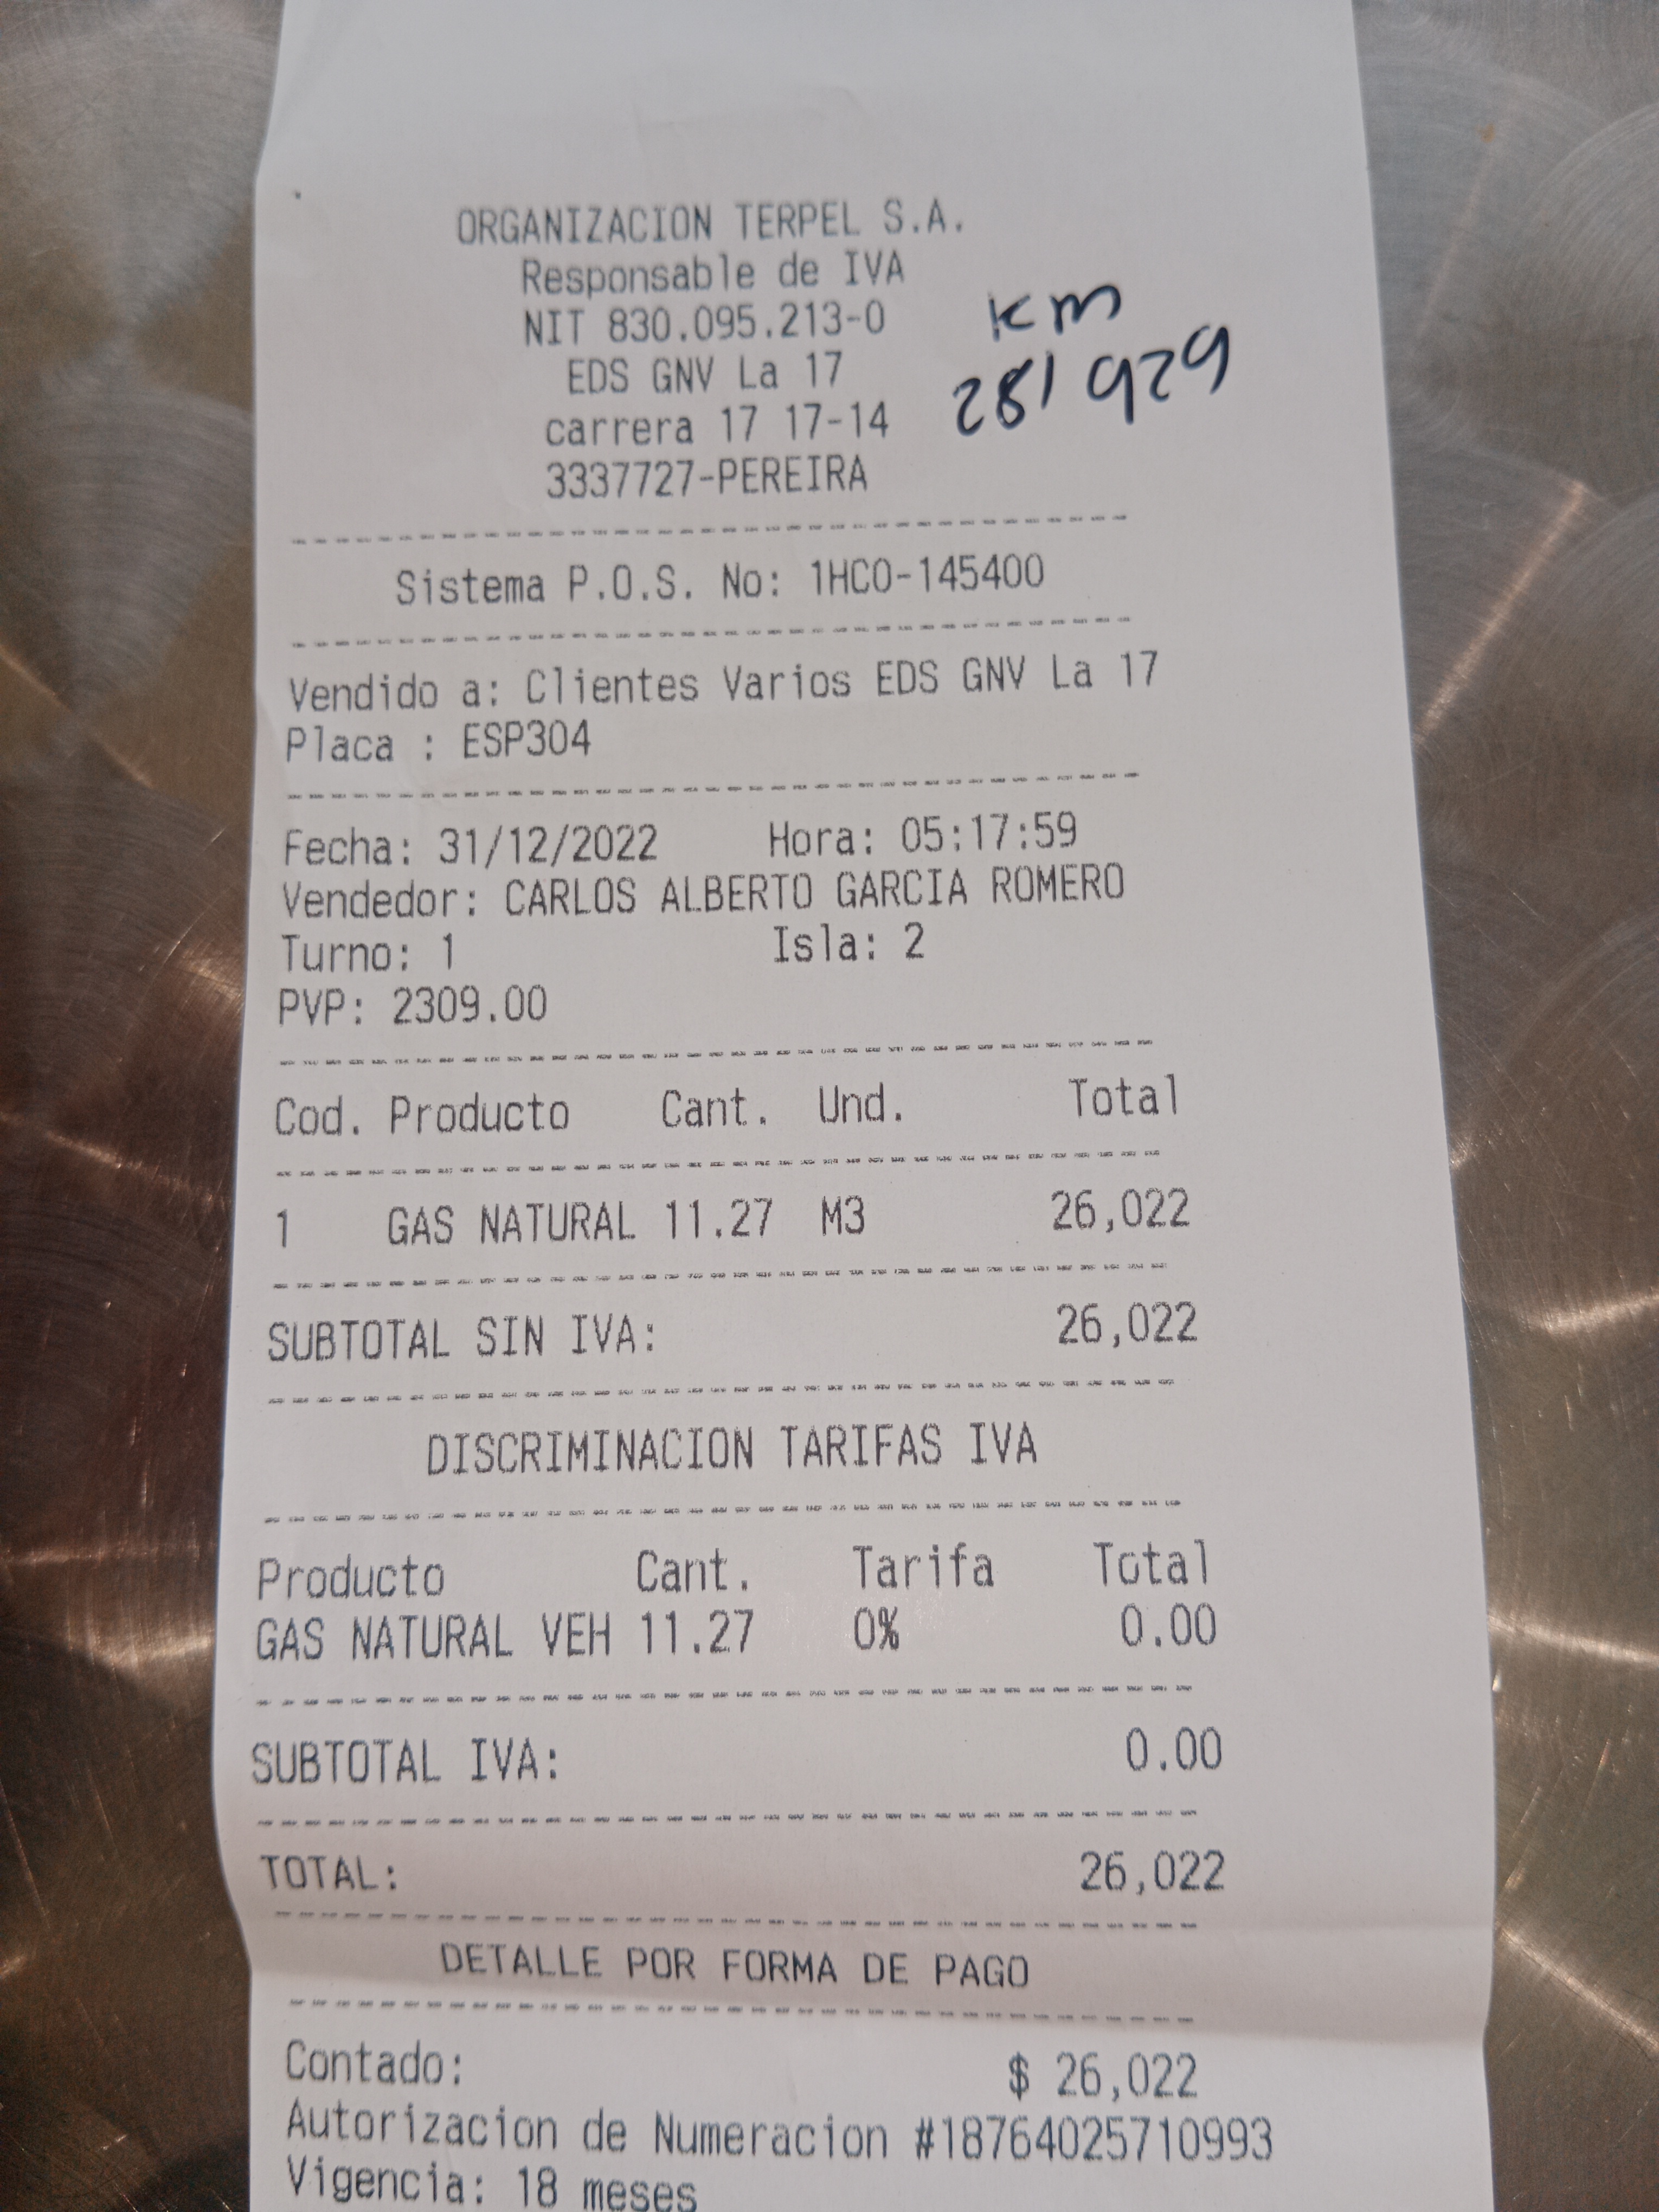 ORGANIZACION TERPEL S.A.
Responsable de IVA
NIT 830.095.213-0
EDS GNV La 17
carrera 17 17-14
3337727-PEREIRA
km
281929
Sistema P.O.S. No: 1HCO-145400
Vendido a: Clientes Varios EDS GNV La 17
Placa : ESP304
Fecha: 31/12/2022 Hora: 05:17:59
Vendedor: CARLOS ALBERTO GARCIA ROMERO
Turno: 1 Isla: 2
PVP: 2309.00
Cod. Producto Cant. Und. Total
1 GAS NATURAL 11.27 M3 26,022
SUBTOTAL SIN IVA: 26,022
DISCRIMINACION TARIFAS IVA
Producto Cant. Tarifa Total
GAS NATURAL VEH 11.27 0% 0.00
SUBTOTAL IVA: 0.00
TOTAL: 26,022
DETALLE POR FORMA DE PAGO
Contado: $ 26,022
Autorizacion de Numeracion #18764025710993
Vigencia: 18 meses